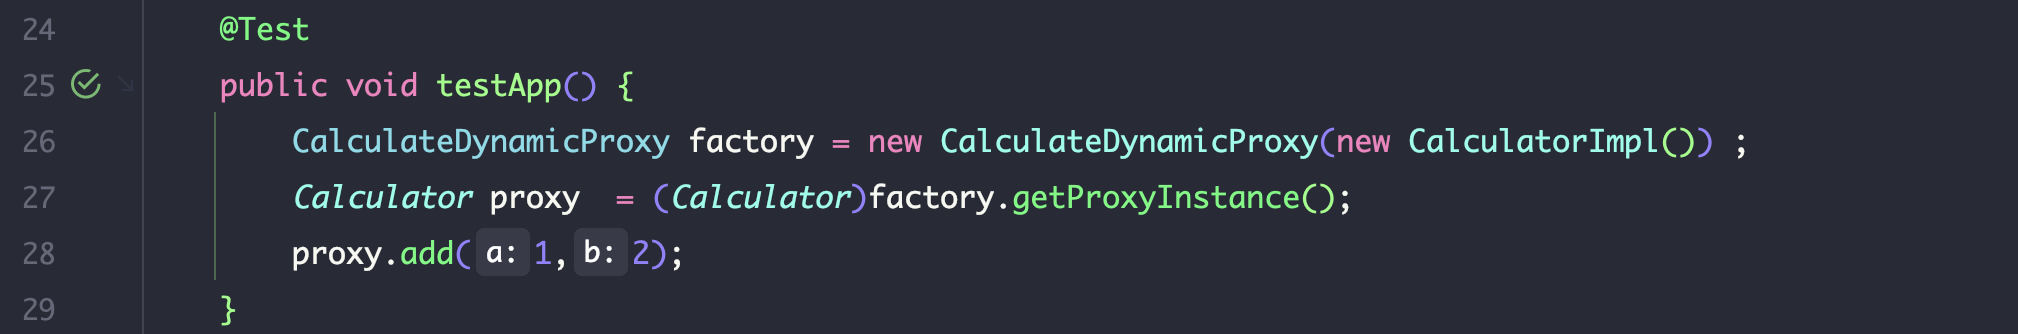 24 @Test
25 public void testApp() {
26 CalculateDynamicProxy factory = new CalculateDynamicProxy(new CalculatorImpl()) ;
27 Calculator proxy  = (Calculator)factory.getProxyInstance();
28 proxy.add( a: 1, b: 2);
29 }